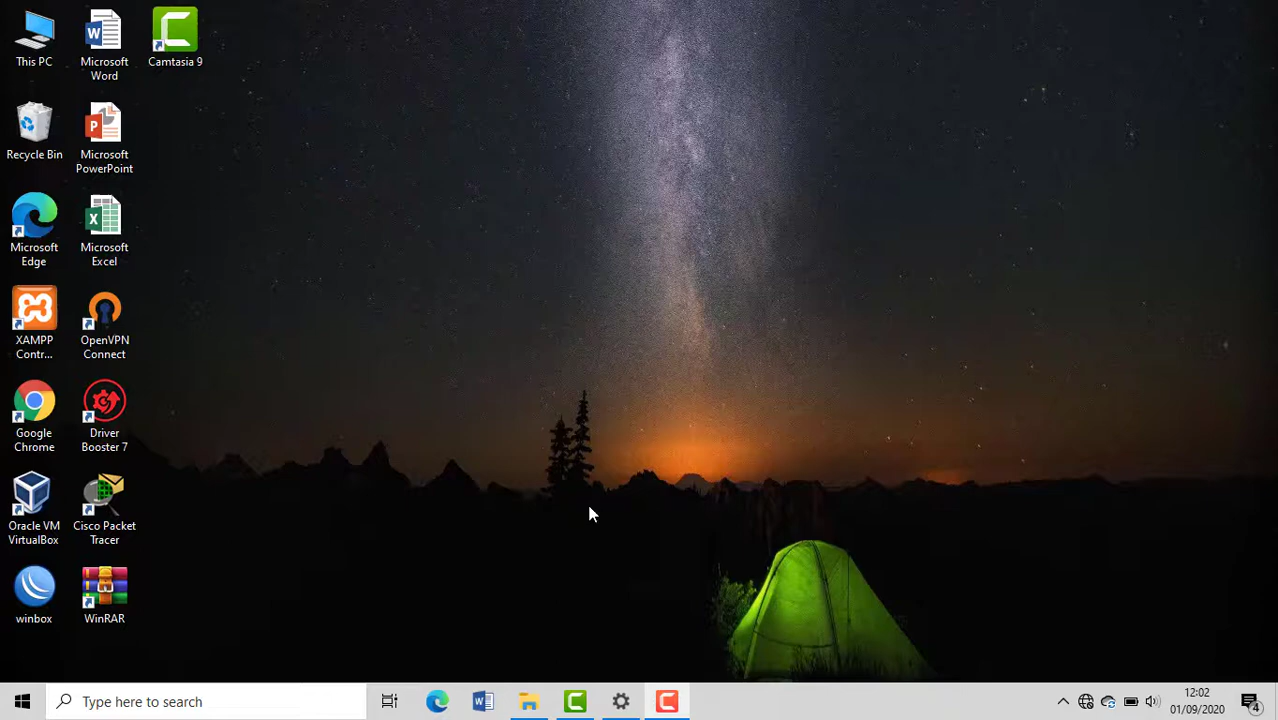 This PC
Microsoft
Word
Camtasia 9
Recycle Bin
Microsoft
PowerPoint
Microsoft
Edge
Microsoft
Excel
XAMPP
Contr...
OpenVPN
Connect
Google
Chrome
Driver
Booster 7
Oracle VM
VirtualBox
Cisco Packet
Tracer
winbox
WinRAR
Type here to search
12:02
01/09/2020
4